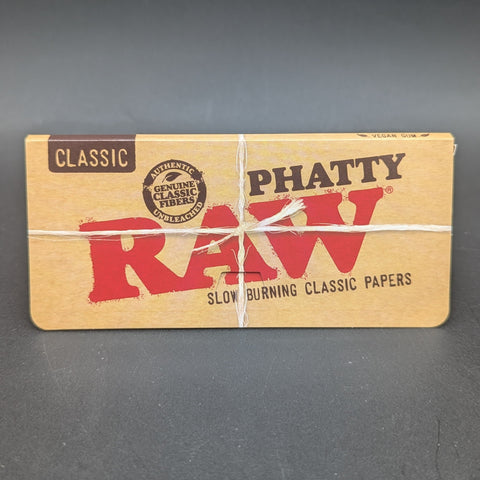 VEGAN GUM
CLASSIC
AUTHENTIC
GENUINE
CLASSIC
FIBERS
UNBLEACHED
PHATTY
RAW®
SLOW BURNING CLASSIC PAPERS